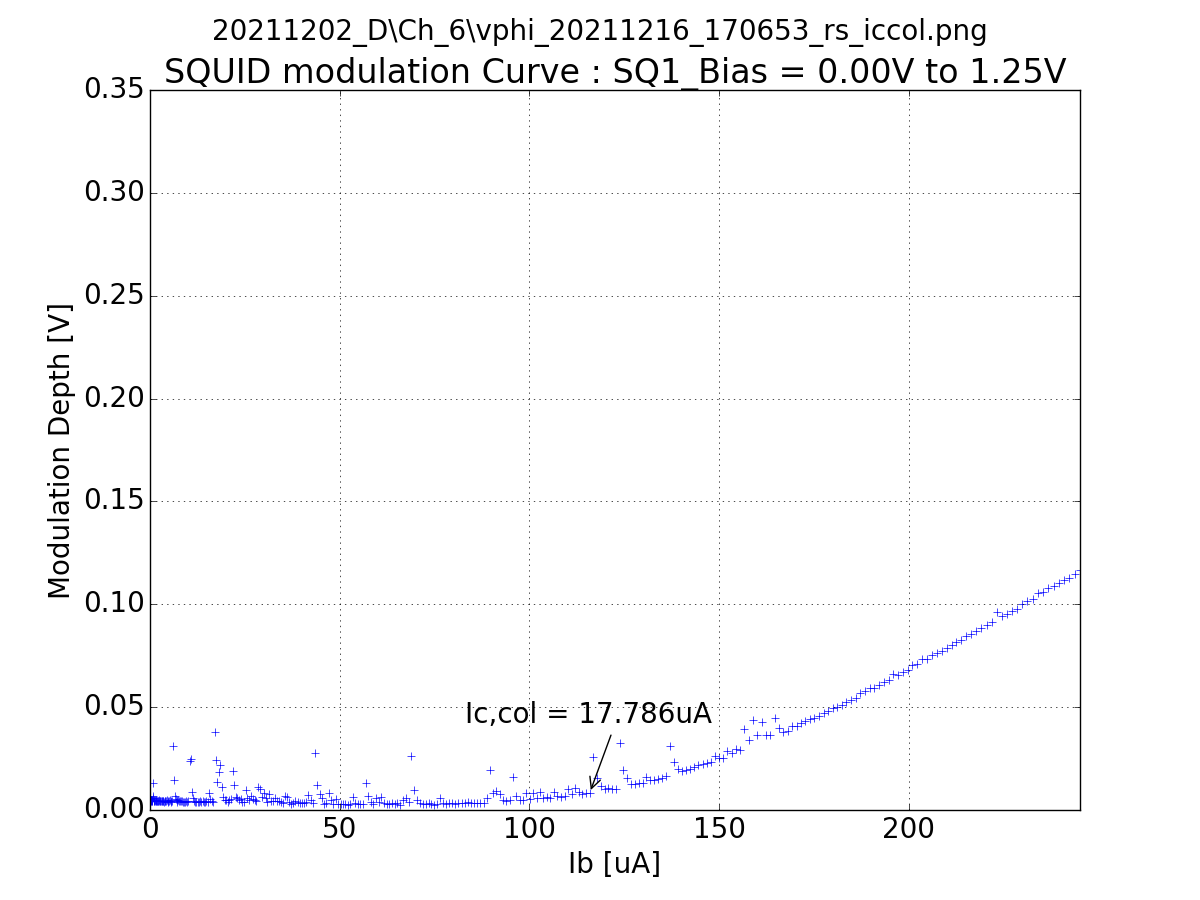 20211202_D\Ch_6\vphi_20211216_170653_rs_iccol.png
SQUID modulation Curve : SQ1_Bias = 0.00V to 1.25V
0.35
0.30
0.25
0.20
0.15
0.10
0.05
0.00
Modulation Depth [V]
Ic,col = 17.786uA
0 50 100 150 200
Ib [uA]